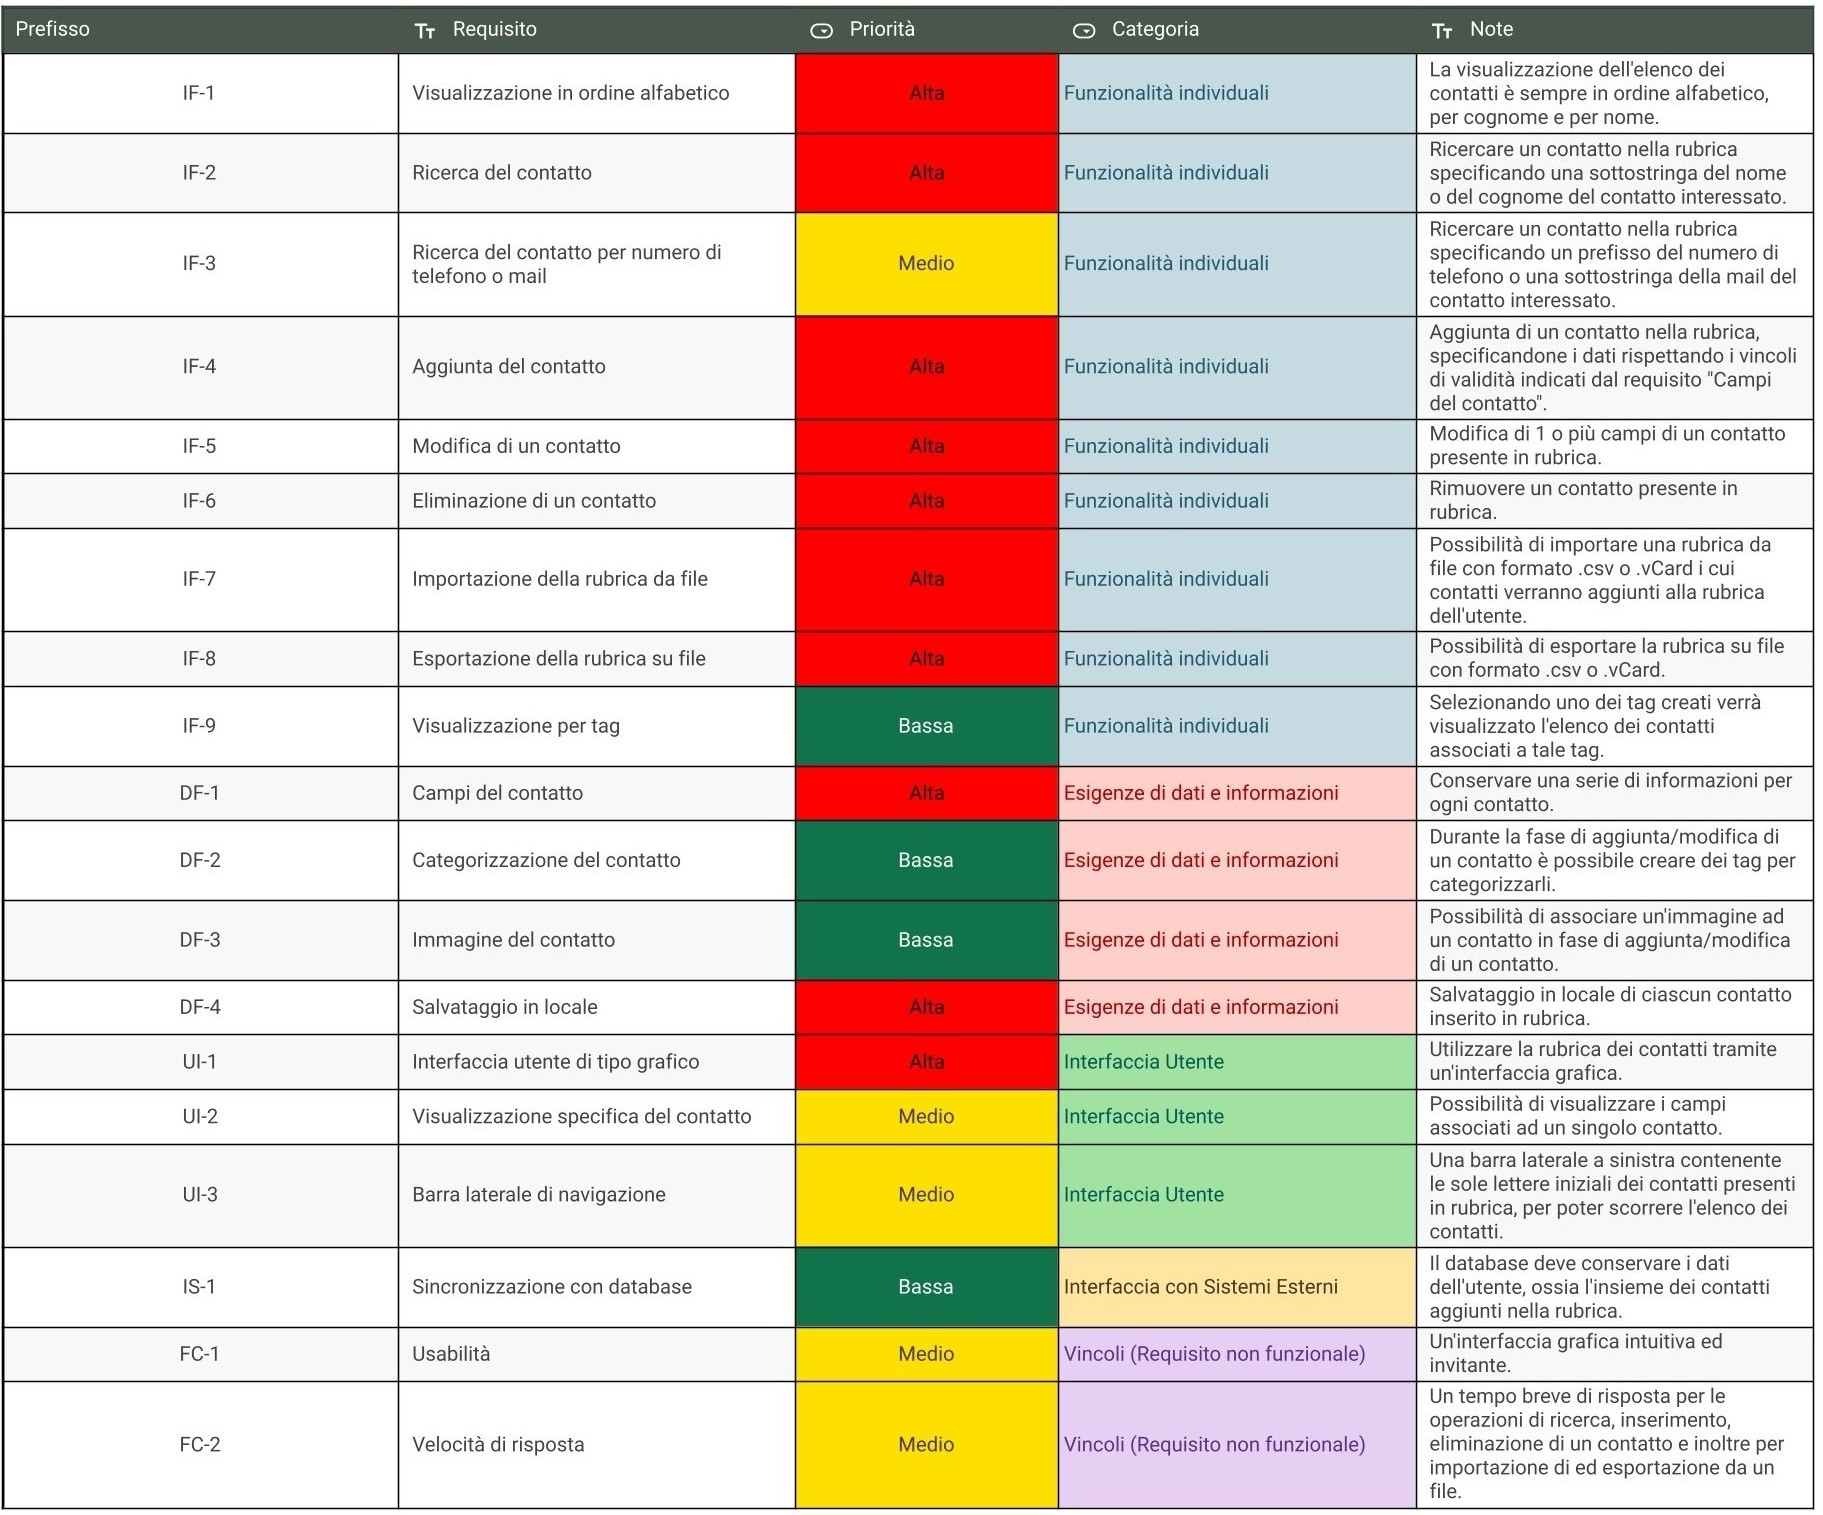 Prefisso Requisito Priorità Categoria Note
IF-1 Visualizzazione in ordine alfabetico Alta Funzionalità individuali La visualizzazione dell'elenco dei
contatti è sempre in ordine alfabetico,
per cognome e per nome.
IF-2 Ricerca del contatto Alta Funzionalità individuali Ricercare un contatto nella rubrica
specificando una sottostringa del nome
o del cognome del contatto interessato.
IF-3 Ricerca del contatto per numero di
telefono o mail Medio Funzionalità individuali Ricercare un contatto nella rubrica
specificando un prefisso del numero di
telefono o una sottostringa della mail del
contatto interessato.
IF-4 Aggiunta del contatto Alta Funzionalità individuali Aggiunta di un contatto nella rubrica,
specificandone i dati rispettando i vincoli
di validità indicati dal requisito "Campi
del contatto".
IF-5 Modifica di un contatto Alta Funzionalità individuali Modifica di 1 o più campi di un contatto
presente in rubrica.
IF-6 Eliminazione di un contatto Alta Funzionalità individuali Rimuovere un contatto presente in
rubrica.
IF-7 Importazione della rubrica da file Alta Funzionalità individuali Possibilità di importare una rubrica da
file con formato .csv o .vCard i cui
contatti verranno aggiunti alla rubrica
dell'utente.
IF-8 Esportazione della rubrica su file Alta Funzionalità individuali Possibilità di esportare la rubrica su file
con formato .csv o .vCard.
IF-9 Visualizzazione per tag Bassa Funzionalità individuali Selezionando uno dei tag creati verrà
visualizzato l'elenco dei contatti
associati a tale tag.
DF-1 Campi del contatto Alta Esigenze di dati e informazioni Conservare una serie di informazioni per
ogni contatto.
DF-2 Categorizzazione del contatto Bassa Esigenze di dati e informazioni Durante la fase di aggiunta/modifica di
un contatto è possibile creare dei tag per
categorizzarli.
DF-3 Immagine del contatto Bassa Esigenze di dati e informazioni Possibilità di associare un'immagine ad
un contatto in fase di aggiunta/modifica
di un contatto.
DF-4 Salvataggio in locale Alta Esigenze di dati e informazioni Salvataggio in locale di ciascun contatto
inserito in rubrica.
UI-1 Interfaccia utente di tipo grafico Alta Interfaccia Utente Utilizzare la rubrica dei contatti tramite
un'interfaccia grafica.
UI-2 Visualizzazione specifica del contatto Medio Interfaccia Utente Possibilità di visualizzare i campi
associati ad un singolo contatto.
UI-3 Barra laterale di navigazione Medio Interfaccia Utente Una barra laterale a sinistra contenente
le sole lettere iniziali dei contatti presenti
in rubrica, per poter scorrere l'elenco dei
contatti.
IS-1 Sincronizzazione con database Bassa Interfaccia con Sistemi Esterni Il database deve conservare i dati
dell'utente, ossia l'insieme dei contatti
aggiunti nella rubrica.
FC-1 Usabilità Medio Vincoli (Requisito non funzionale) Un'interfaccia grafica intuitiva ed
invitante.
FC-2 Velocità di risposta Medio Vincoli (Requisito non funzionale) Un tempo breve di risposta per le
operazioni di ricerca, inserimento,
eliminazione di un contatto e inoltre per
importazione di ed esportazione da un
file.